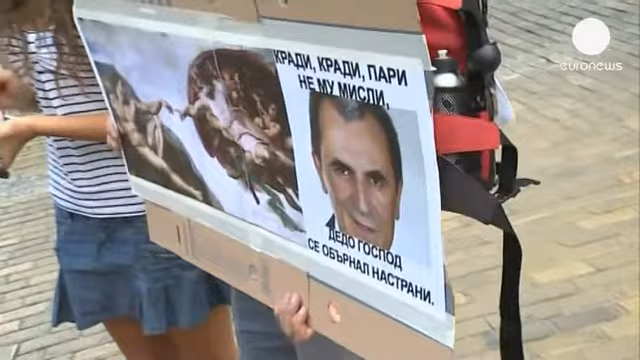 euronews
КРАДИ, КРАДИ, ПАРИ
НЕ МУ МИСЛИ,
ДЕДО ГОСПОД
СЕ ОБЪРНАЛ НАСТРАНИ.